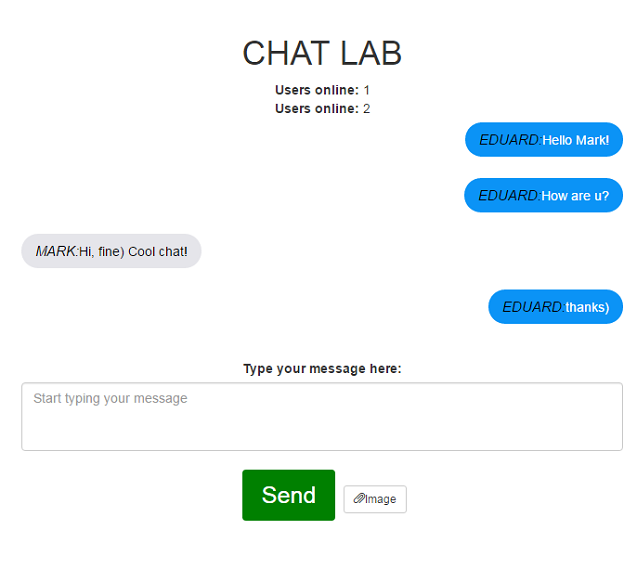 CHAT LAB
Users online: 1
Users online: 2
EDUARD:Hello Mark!
EDUARD:How are u?
MARK:Hi, fine) Cool chat!
EDUARD:thanks)
Type your message here:
Start typing your message
Send
Image